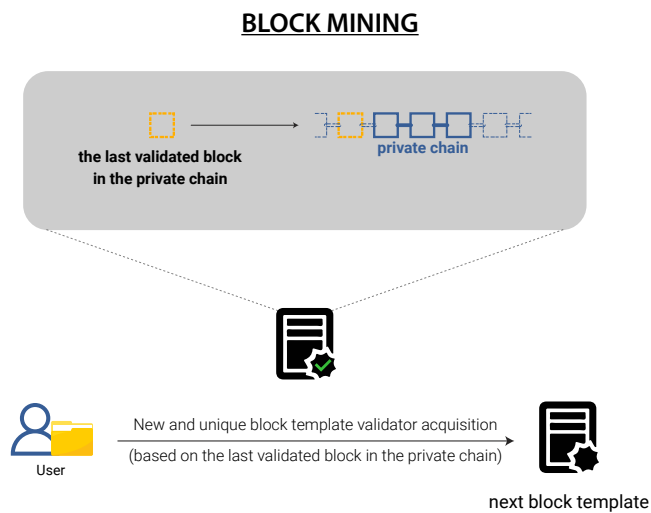 BLOCK MINING
the last validated block
in the private chain
private chain
New and unique block template validator acquisition
(based on the last validated block in the private chain)
User
next block template